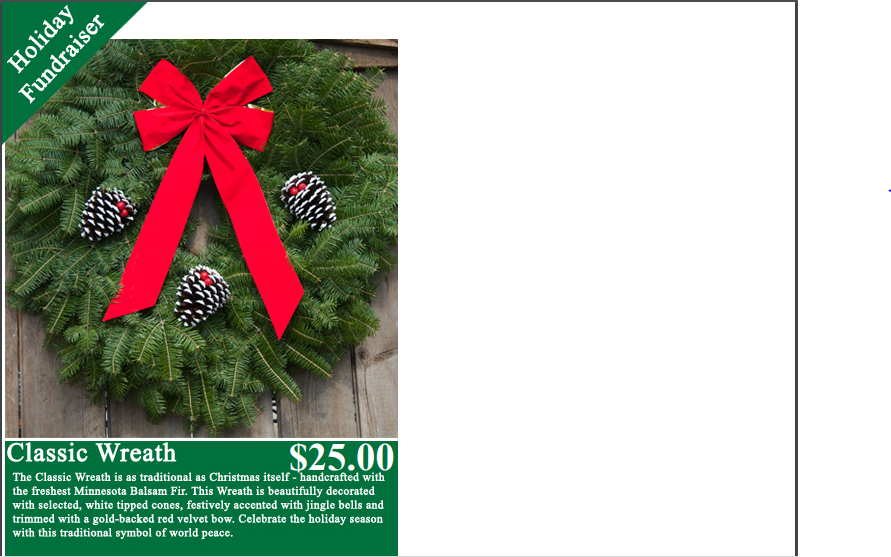 Holiday
Fundraiser
Classic Wreath
$25.00
The Classic Wreath is as traditional as Christmas itself - handcrafted with
the freshest Minnesota Balsam Fir. This Wreath is beautifully decorated
with selected, white tipped cones, festively accented with jingle bells and
trimmed with a gold-backed red velvet bow. Celebrate the holiday season
with this traditional symbol of world peace.